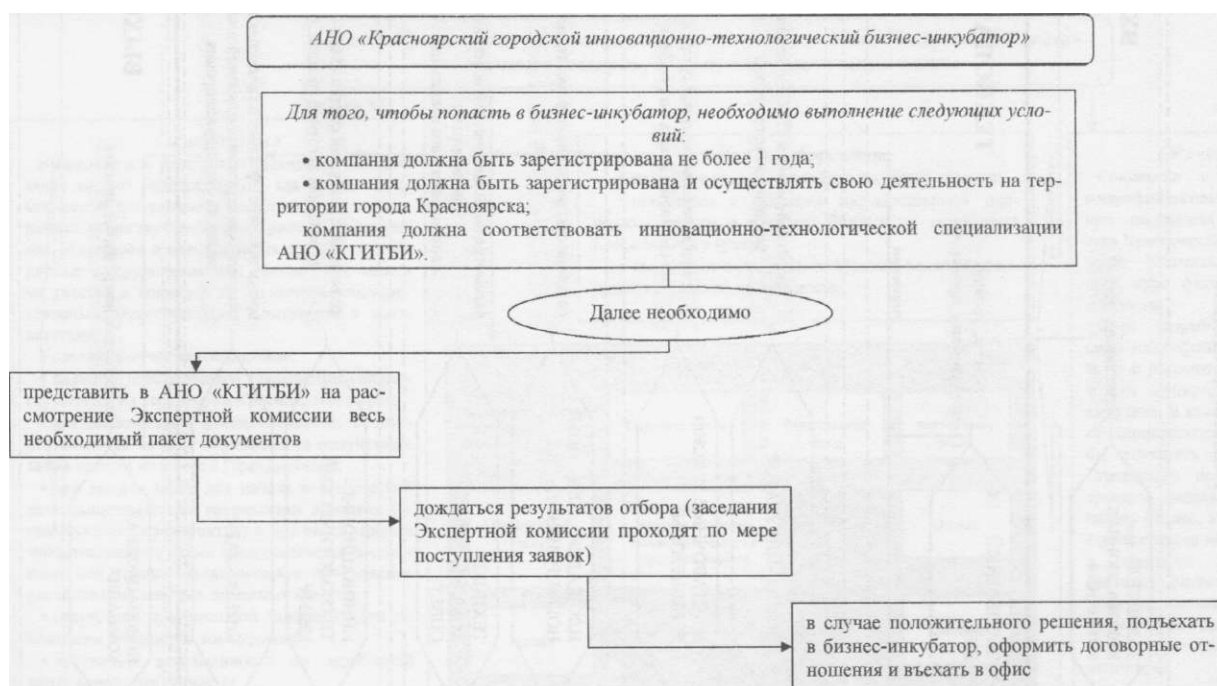 АНО «Красноярский городской инновационно-технологический бизнес-инкубатор»
Для того, чтобы попасть в бизнес-инкубатор, необходимо выполнение следующих усло-
вий:
• компания должна быть зарегистрирована не более 1 года;
• компания должна быть зарегистрирована и осуществлять свою деятельность на тер-
ритории города Красноярска;
компания должна соответствовать инновационно-технологической специализации
АНО «КГИТБИ».
Далее необходимо
представить в АНО «КГИТБИ» на рас-
смотрение Экспертной комиссии весь
необходимый пакет документов
дождаться результатов отбора (заседания
Экспертной комиссии проходят по мере
поступления заявок)
в случае положительного решения, подъехать
в бизнес-инкубатор, оформить договорные от-
ношения и въехать в офис